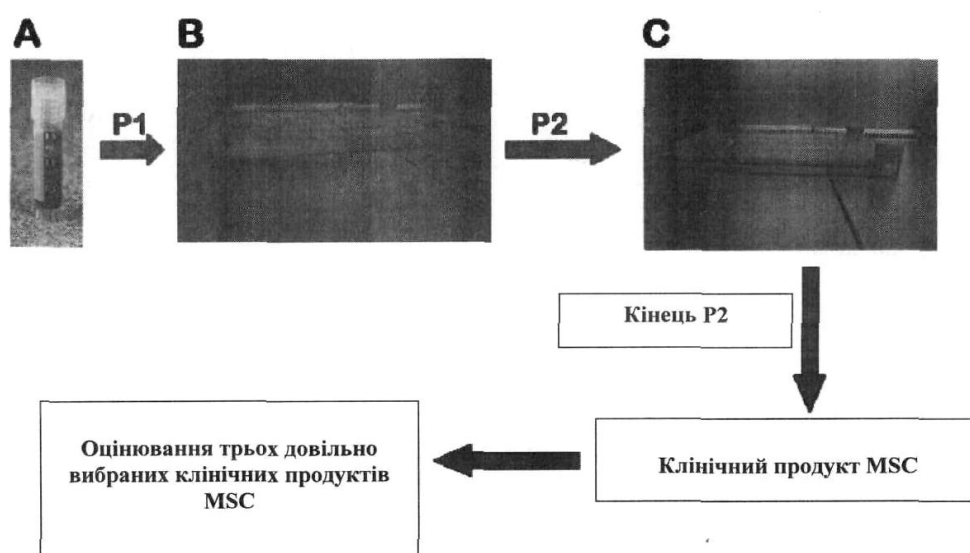 A
B
C
P1
P2
Кінець P2
Оцінювання трьох довільно
вибраних клінічних продуктів
MSC
Клінічний продукт MSC